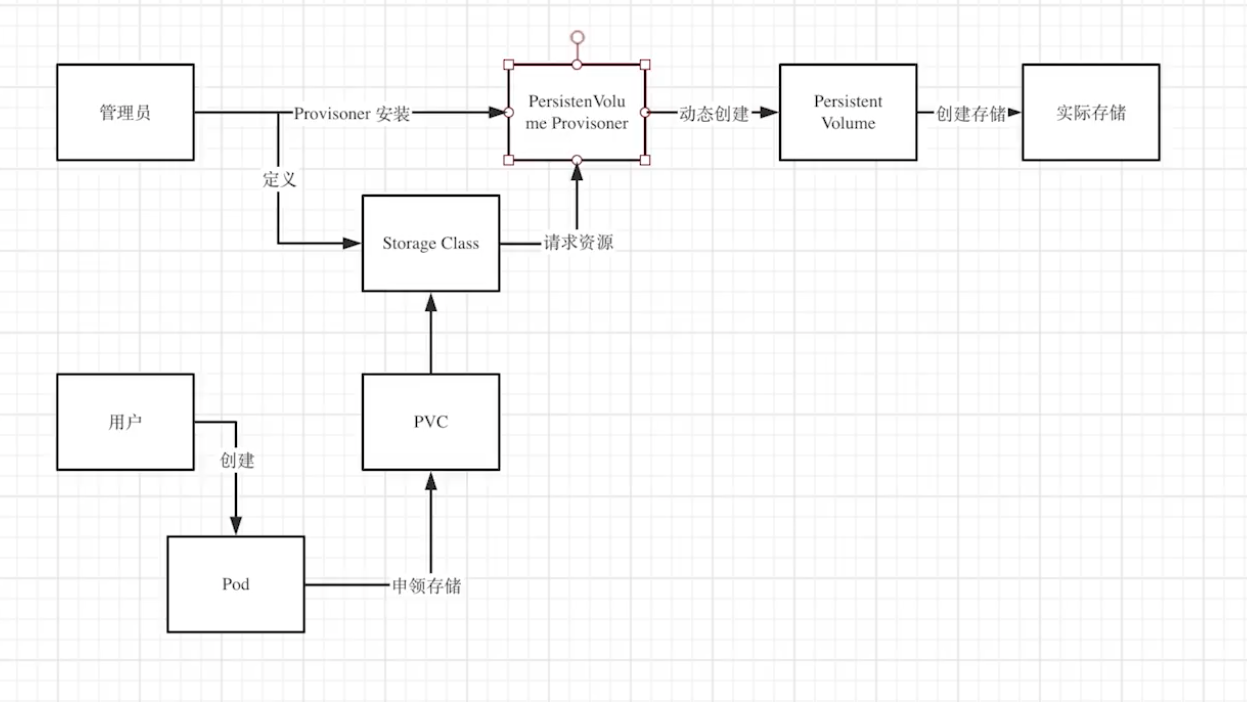 管理员
Provisoner 安装
PersistenVolu
me Provisoner
动态创建
Persistent
Volume
创建存储
实际存储
定义
Storage Class
请求资源
用户
创建
PVC
Pod
申领存储